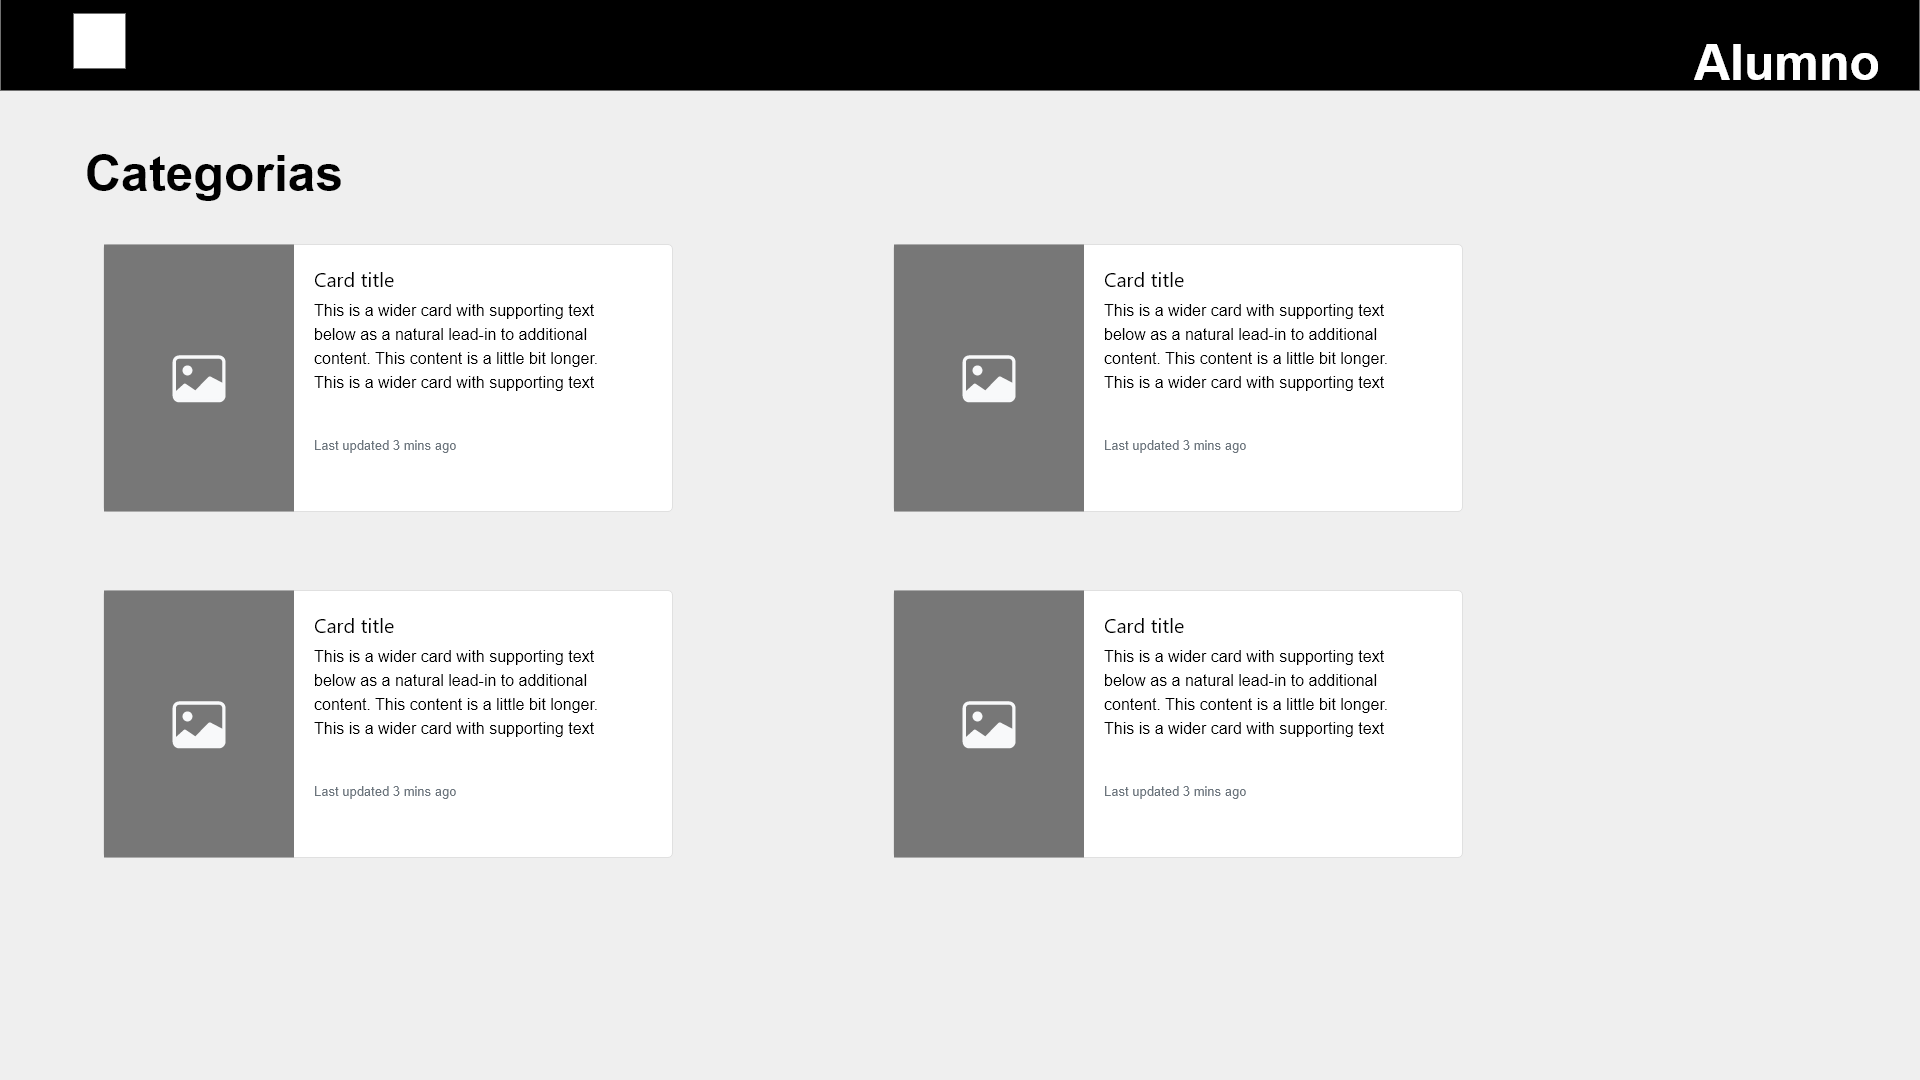 Alumno
Categorias
Card title
This is a wider card with supporting text
below as a natural lead-in to additional
content. This content is a little bit longer.
This is a wider card with supporting text
Last updated 3 mins ago
Card title
This is a wider card with supporting text
below as a natural lead-in to additional
content. This content is a little bit longer.
This is a wider card with supporting text
Last updated 3 mins ago
Card title
This is a wider card with supporting text
below as a natural lead-in to additional
content. This content is a little bit longer.
This is a wider card with supporting text
Last updated 3 mins ago
Card title
This is a wider card with supporting text
below as a natural lead-in to additional
content. This content is a little bit longer.
This is a wider card with supporting text
Last updated 3 mins ago